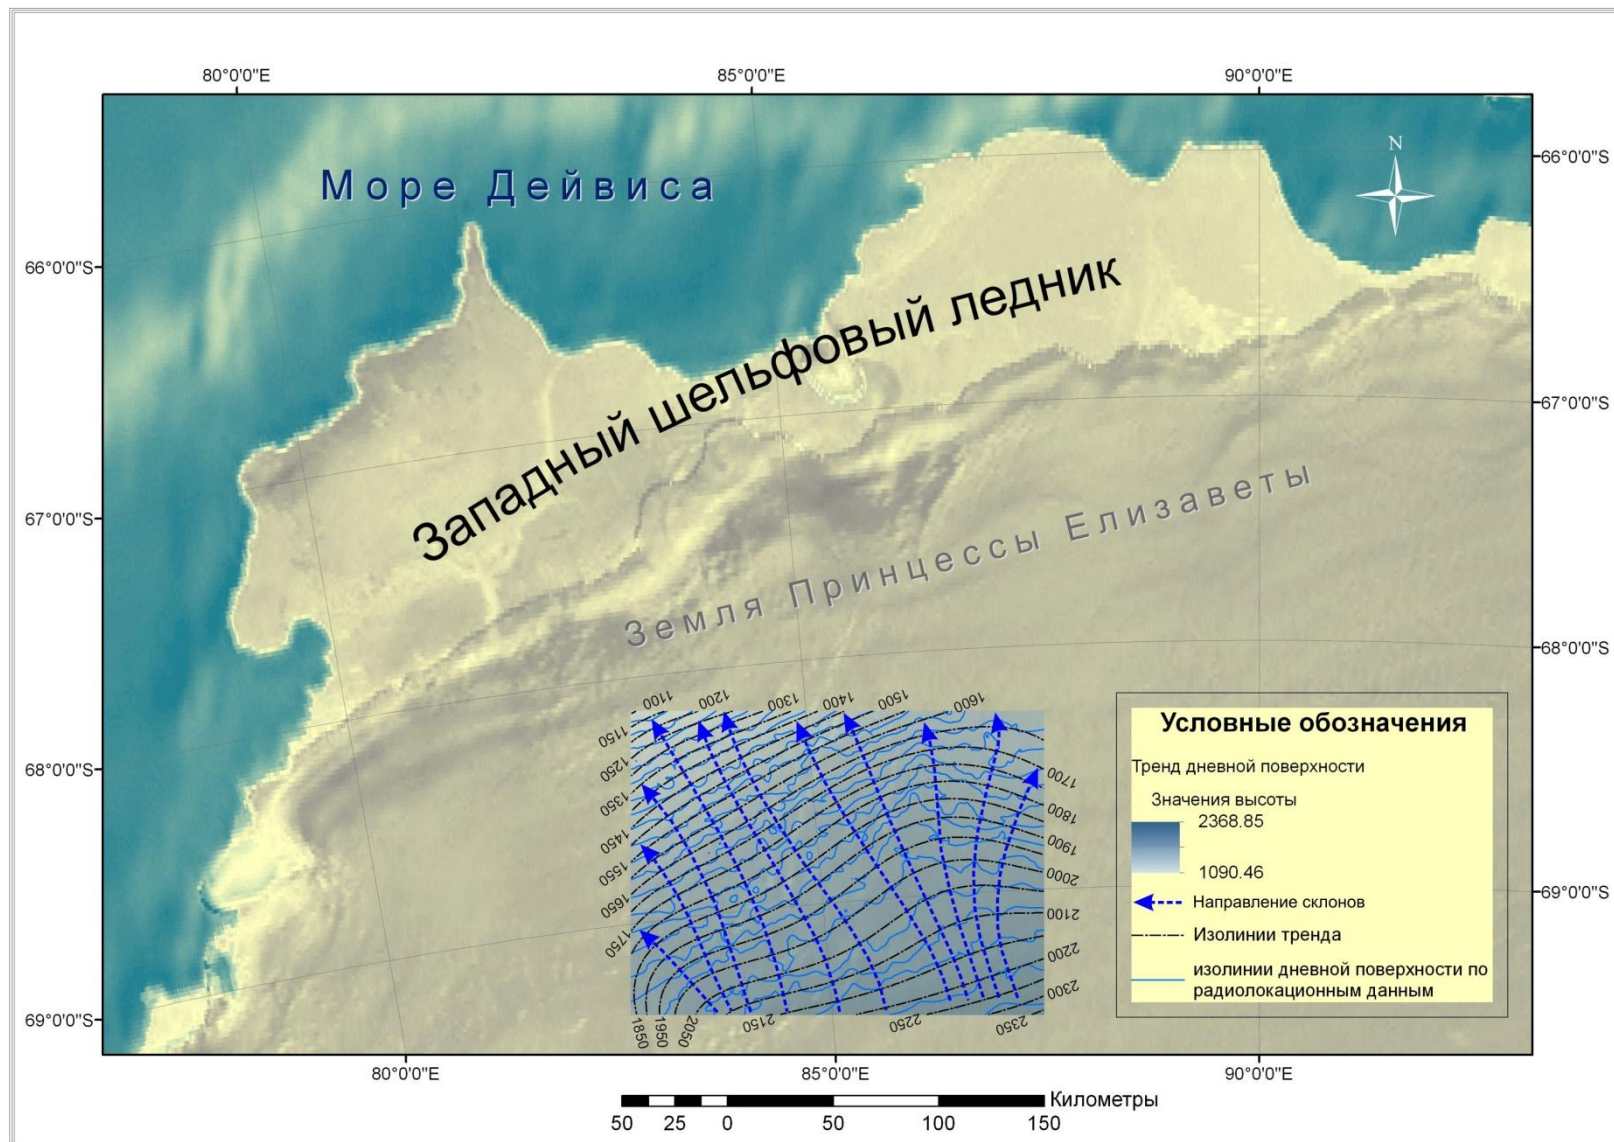 80°0'0"E
85°0'0"E
90°0'0"E
N
66°0'0"S
Море Дейвиса
66°0'0"S
Западный шельфовый ледник
67°0'0"S
67°0'0"S
Земля Принцессы Елизаветы
68°0'0"S
68°0'0"S
69°0'0"S
69°0'0"S
1100
1200
1300
1400
1500
1600
1150
1250
1350
1450
1550
1650
1750
1700
1800
1900
2000
2100
2200
2300
1850
1950
2050
2150
2250
2350
Условные обозначения
Тренд дневной поверхности
Значения высоты
2368.85
1090.46
Направление склонов
Изолинии тренда
изолинии дневной поверхности по
радиолокационным данным
80°0'0"E
85°0'0"E
90°0'0"E
Километры
50 25 0 50 100 150